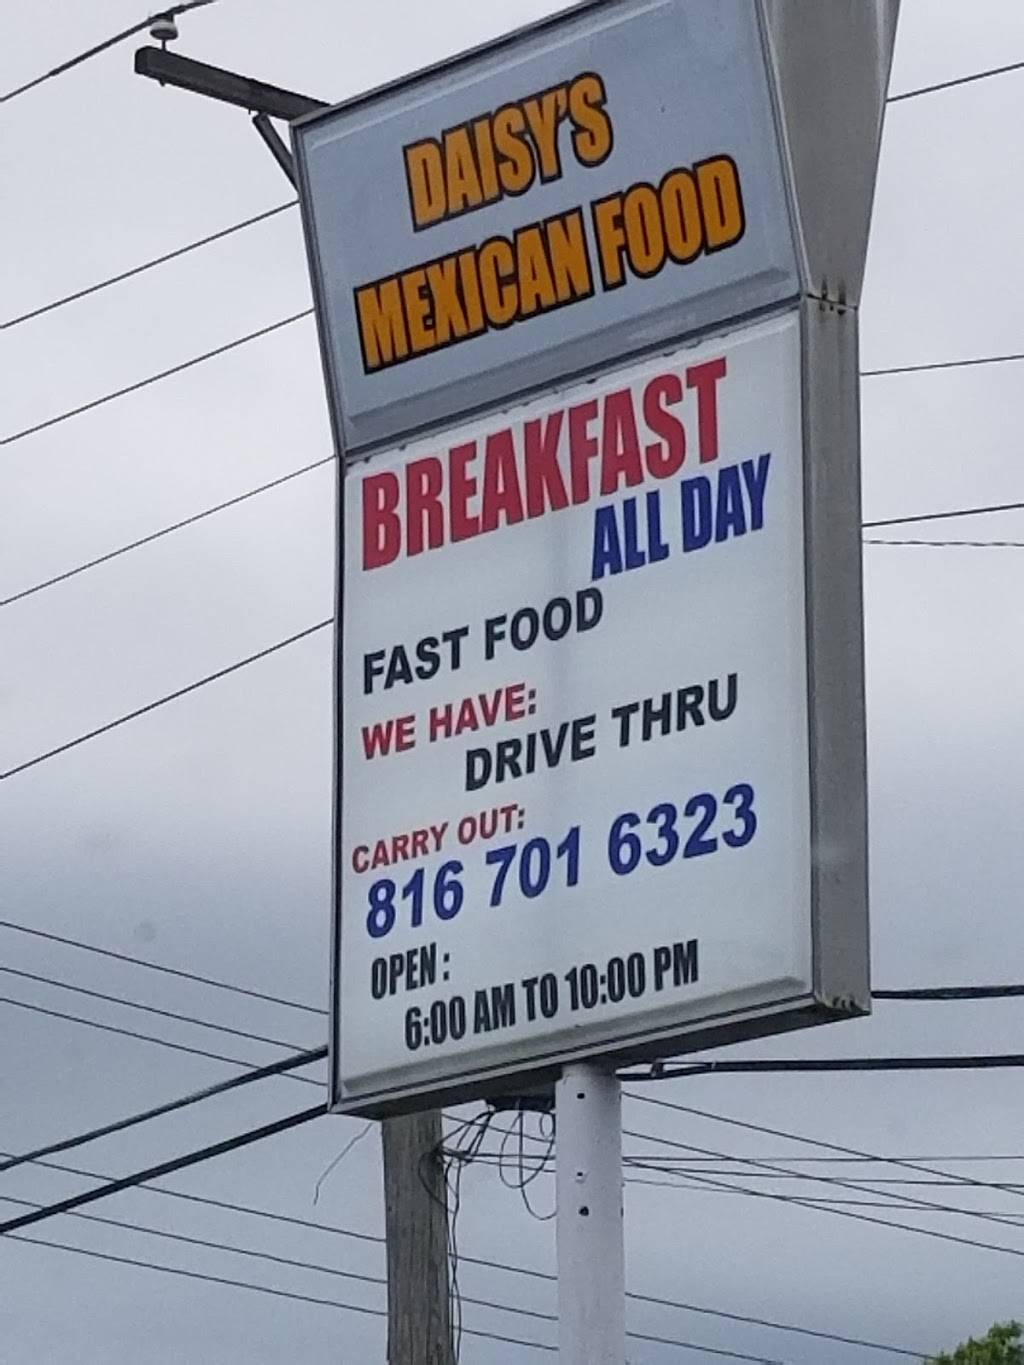 DAISY'S
MEXICAN FOOD
BREAKFAST
ALL DAY
FAST FOOD
WE HAVE:
DRIVE THRU
CARRY OUT:
816 701 6323
OPEN:
6:00 AM TO 10:00 PM